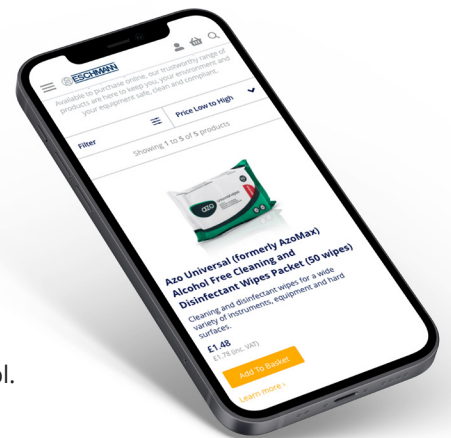 ESCHMANN
Available to purchase online, our trustworthy range of
products are here to keep you, your environment and
your equipment safe, clean and compliant.
Filter
Price Low to High
Showing 1 to 5 of 5 products
azo
Azo Universal (formerly AzoMax)
Alcohol Free Cleaning and
Disinfectant Wipes Packet (50 wipes)
Cleaning and disinfectant wipes for a wide
variety of instruments, equipment and hard
surfaces.
£1.48
£1.78 (inc. VAT)
Add To Basket
Learn more ›